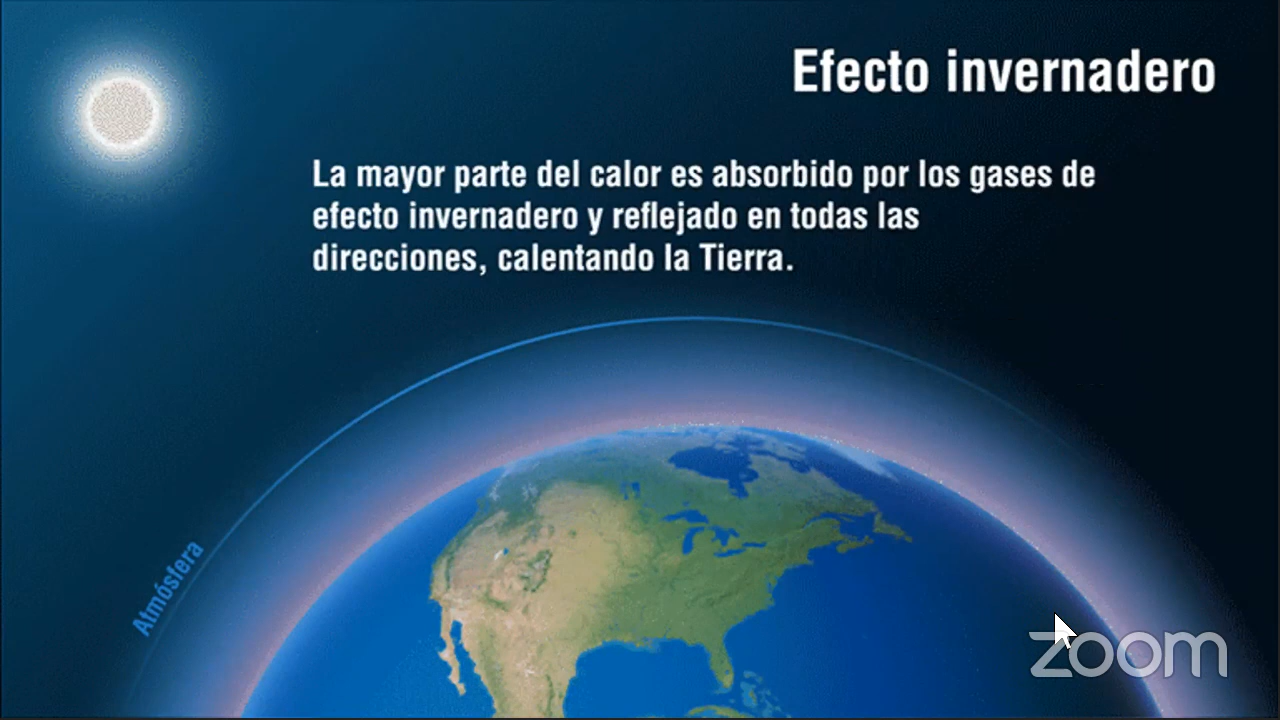 Efecto invernadero
La mayor parte del calor es absorbido por los gases de
efecto invernadero y reflejado en todas las
direcciones, calentando la Tierra.
Atmósfera
zoom